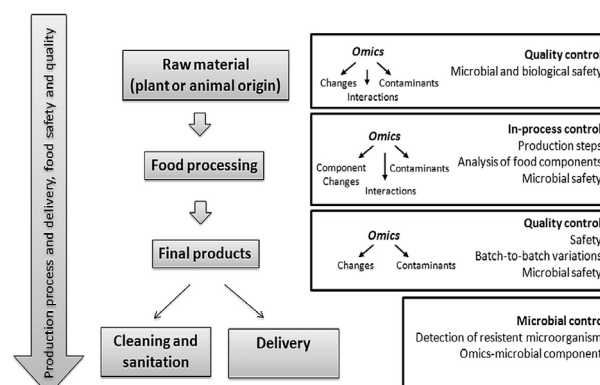 Production process and delivery, food safety and quality
Raw material
(plant or animal origin)
Food processing
Final products
Cleaning and
sanitation
Delivery
Omics
Changes
Contaminants
Interactions
Quality control
Microbial and biological safety
Omics
Component
Changes
Contaminants
Interactions
In-process control
Production steps
Analysis of food components
Microbial safety
Omics
Changes
Contaminants
Quality control
Safety
Batch-to-batch variations
Microbial safety
Microbial contro
Detection of resistent microorganism
Omics-microbial component